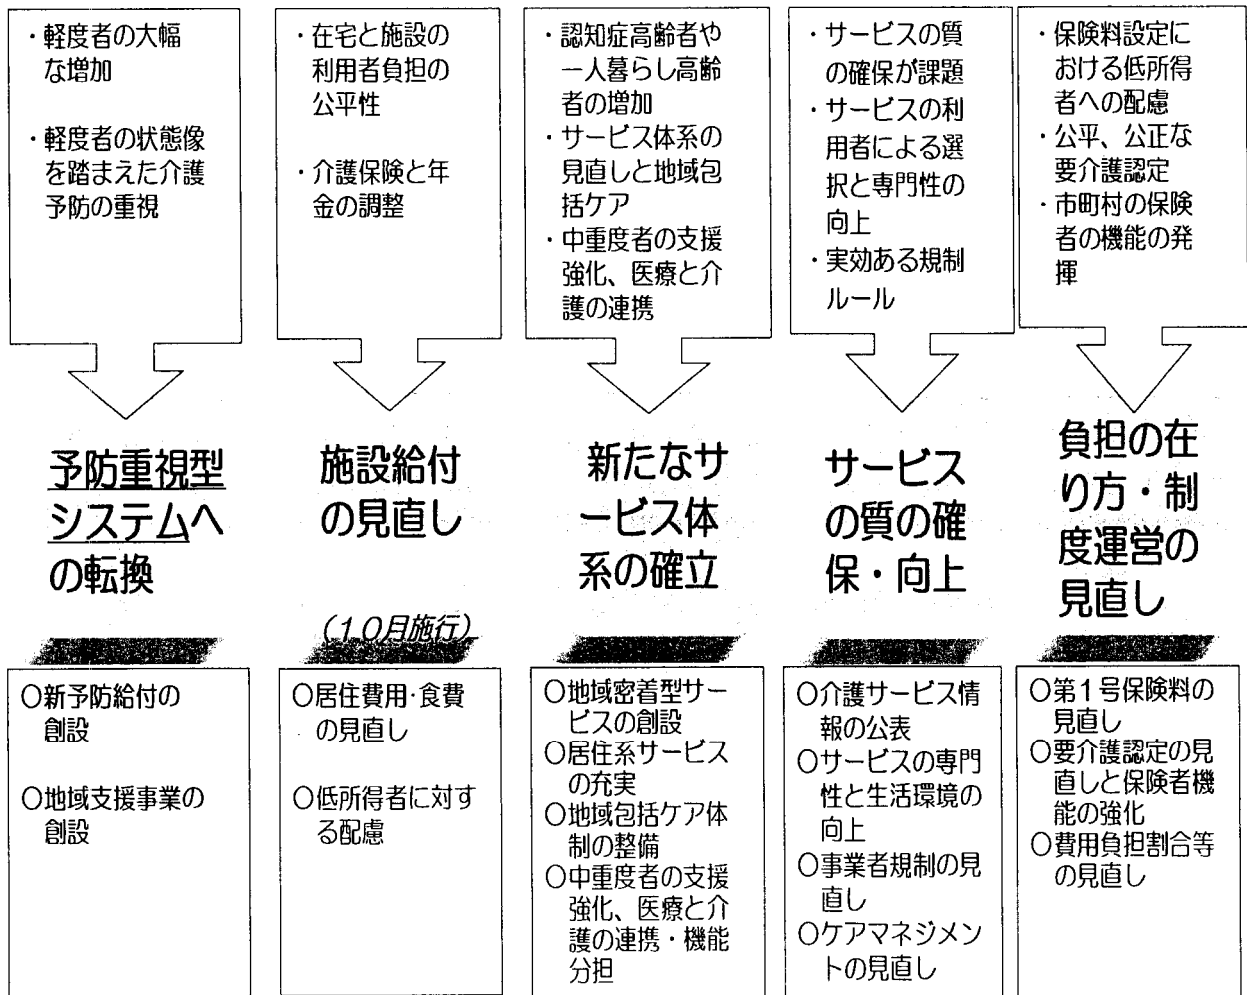 ・軽度者の大幅
な増加
・軽度者の状態像
を踏まえた介護
予防の重視
・在宅と施設の
利用者負担の
公平性
・介護保険と年
金の調整
・認知症高齢者や
一人暮らし高齢
者の増加
・サービス体系の
見直しと地域包
括ケア
・中重度者の支援
強化、医療と介
護の連携
・サービスの質
の確保が課題
・サービスの利
用者による選
択と専門性の
向上
・実効ある規制
ルール
・保険料設定に
おける低所得
者への配慮
・公平、公正な
要介護認定
・市町村の保険
者の機能の発
揮
予防重視型
システムへ
の転換
施設給付
の見直し
(10月施行)
新たなサ
ービス体
系の確立
サービス
の質の確
保・向上
負担の在
り方・制
度運営の
見直し
〇新予防給付の
創設
〇地域支援事業の
創設
〇居住費用・食費
の見直し
〇低所得者に対す
る配慮
〇地域密着型サー
ビスの創設
〇居住系サービス
の充実
〇地域包括ケア体
制の整備
〇中重度者の支援
強化、医療と介
護の連携・機能
分担
〇介護サービス情
報の公表
〇サービスの専門
性と生活環境の
向上
〇事業者規制の見
直し
〇ケアマネジメン
トの見直し
〇第1号保険料の
見直し
〇要介護認定の見
直しと保険者機
能の強化
〇費用負担割合等
の見直し